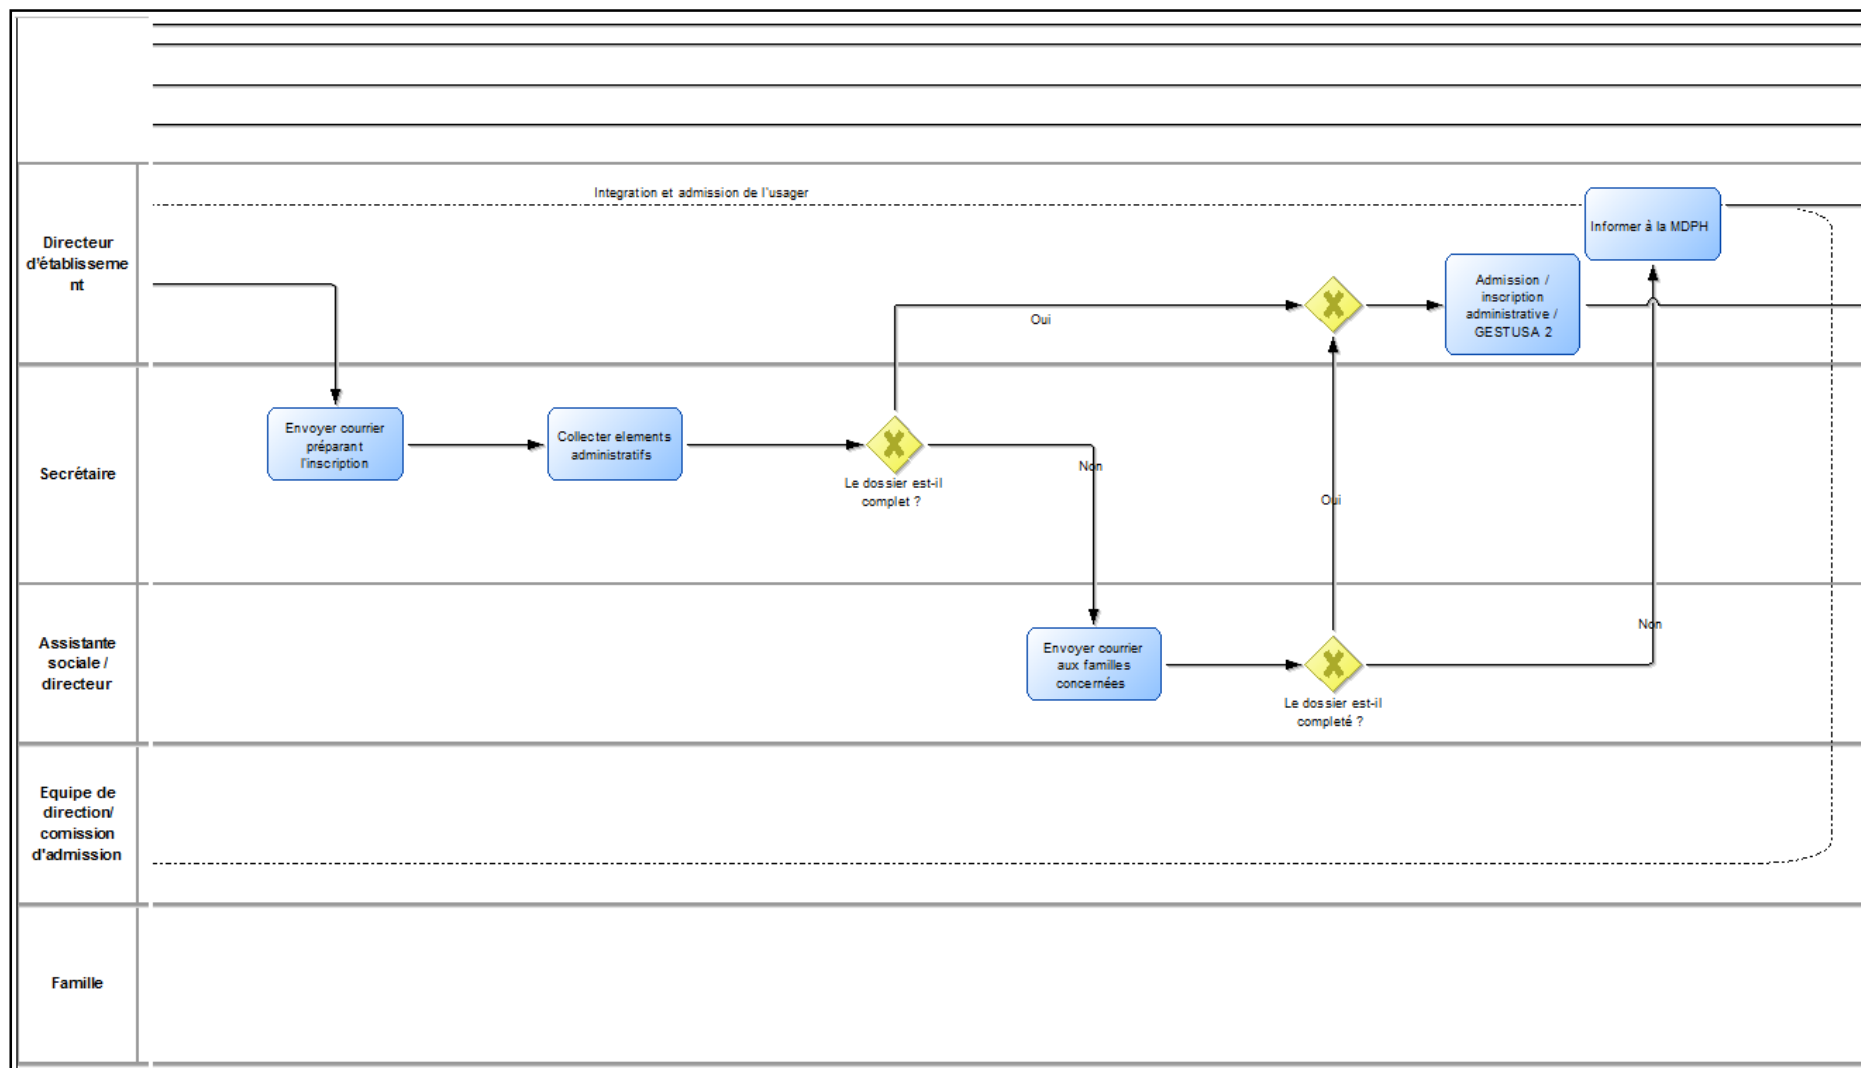 Integration et admission de l'usager
Directeur
d'établisseme
nt
Informer à la MDPH
Admission /
inscription
administrative /
GESTUSA 2
Oui
Secrétaire
Envoyer courrier
préparant
l'inscription
Collecter elements
administratifs
Le dossier est-il
complet ?
Non
Oui
Assistante
sociale /
directeur
Envoyer courrier
aux familles
concernées
Le dossier est-il
completé ?
Non
Equipe de
direction/
comission
d'admission
Famille